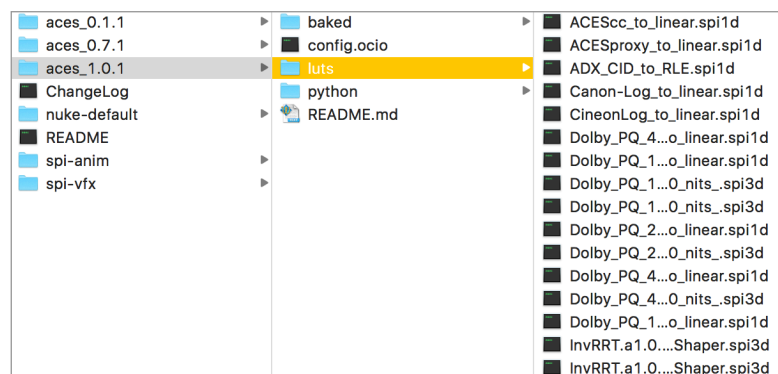 aces_0.1.1
aces_0.7.1
aces_1.0.1
ChangeLog
nuke-default
README
spi-anim
spi-vfx
baked
config.ocio
luts
python
README.md
ACEScc_to_linear.spi1d
ACESproxy_to_linear.spi1d
ADX_CID_to_RLE.spi1d
Canon-Log_to_linear.spi1d
CineonLog_to_linear.spi1d
Dolby_PQ_4...o_linear.spi1d
Dolby_PQ_1...o_linear.spi1d
Dolby_PQ_1...0_nits_.spi3d
Dolby_PQ_1...0_nits_.spi3d
Dolby_PQ_2...o_linear.spi1d
Dolby_PQ_2...0_nits_.spi3d
Dolby_PQ_4...o_linear.spi1d
Dolby_PQ_4...0_nits_.spi3d
Dolby_PQ_1...o_linear.spi1d
InvRRT.a1.0....Shaper.spi3d
InvRRT.a1.0....Shaper.spi3d